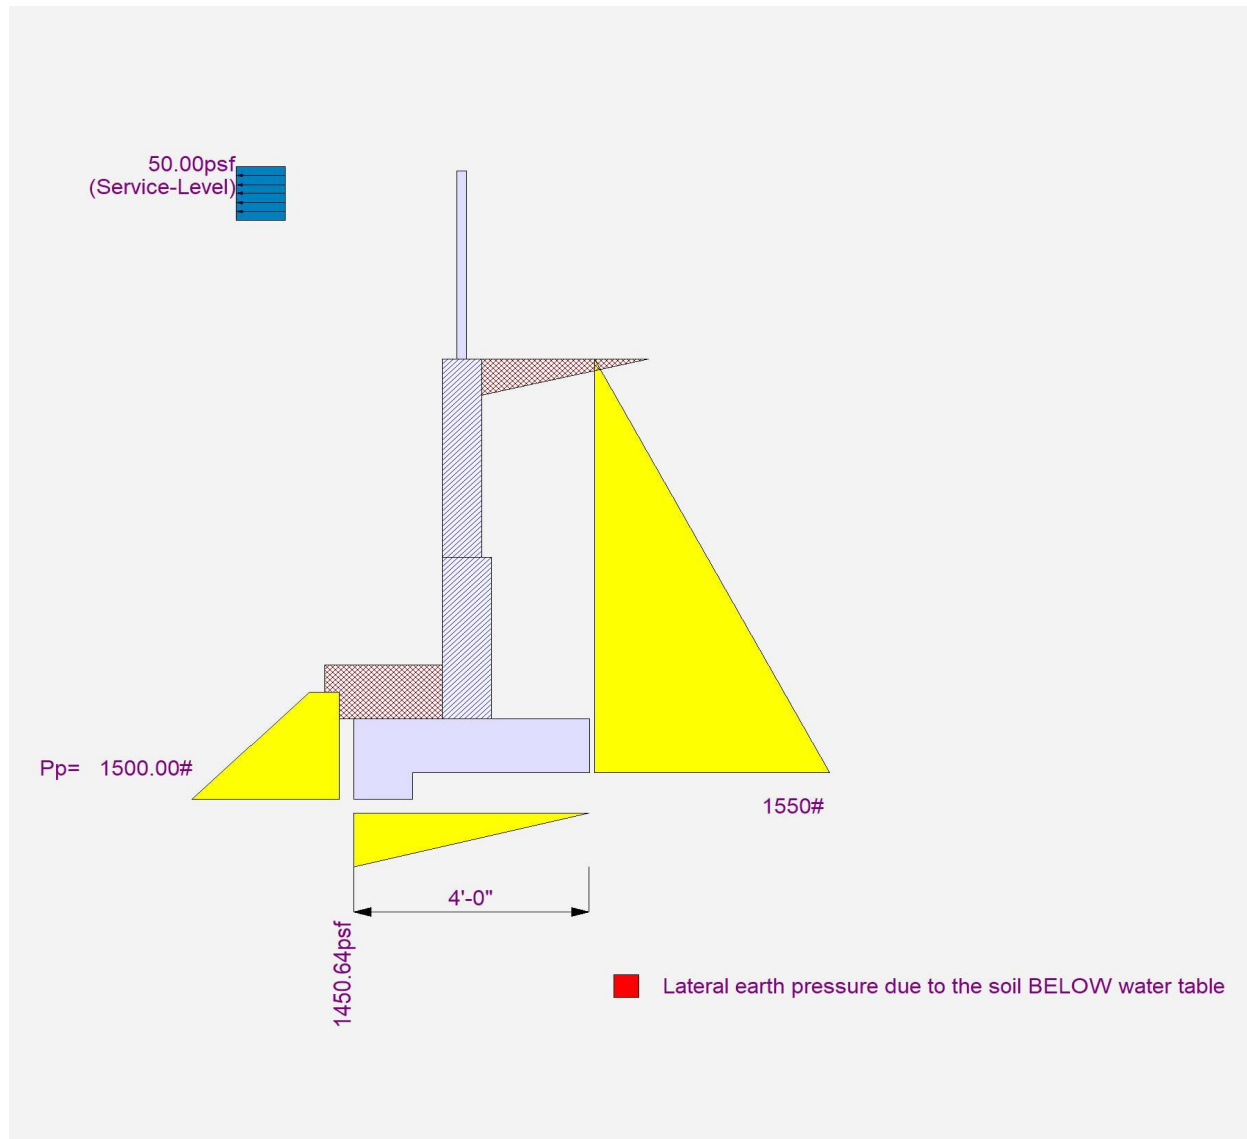 50.00psf
(Service-Level)
Pp= 1500.00#
1550#
4'-0"
1450.64psf
Lateral earth pressure due to the soil BELOW water table